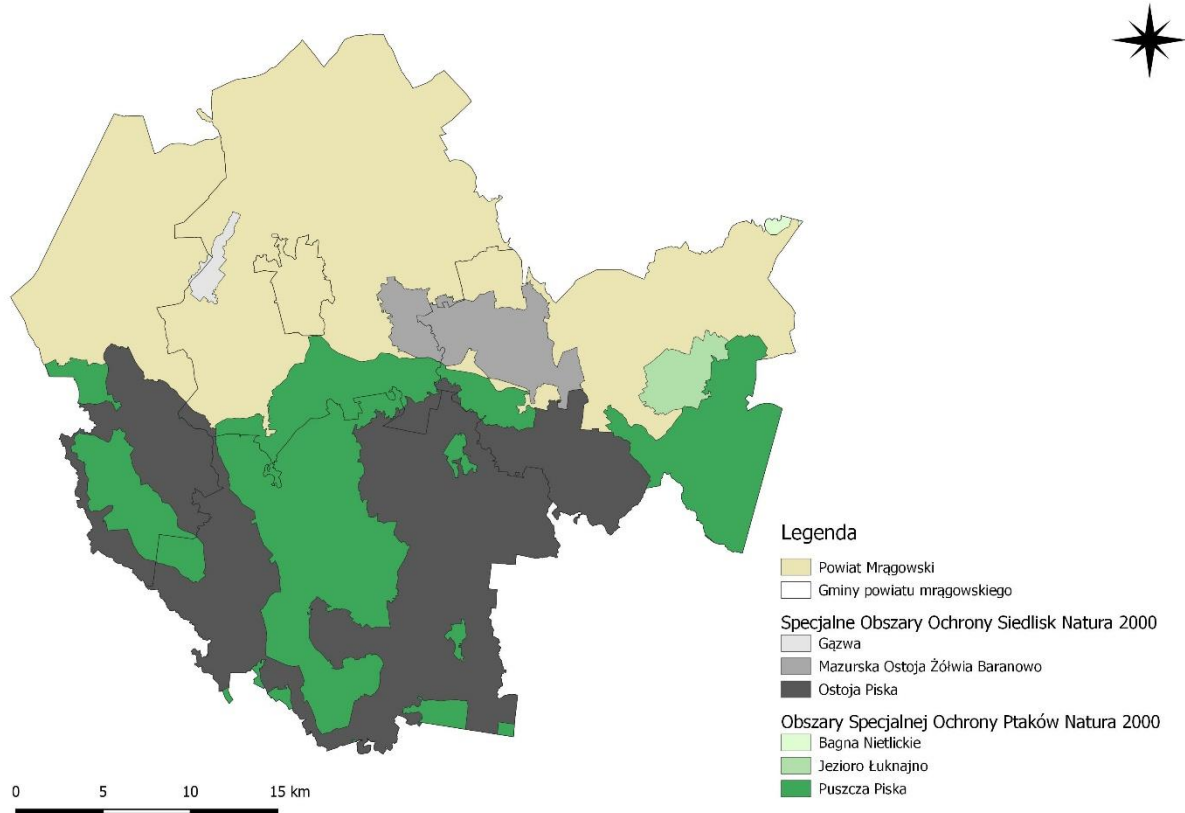 Legenda
Powiat Mrągowski
Gminy powiatu mrągowskiego
Specjalne Obszary Ochrony Siedlisk Natura 2000
Gązwa
Mazurska Ostoja Żółwia Baranowo
Ostoja Piska
Obszary Specjalnej Ochrony Ptaków Natura 2000
Bagna Nietlickie
Jezioro Łuknajno
Puszcza Piska
0 5 10 15 km